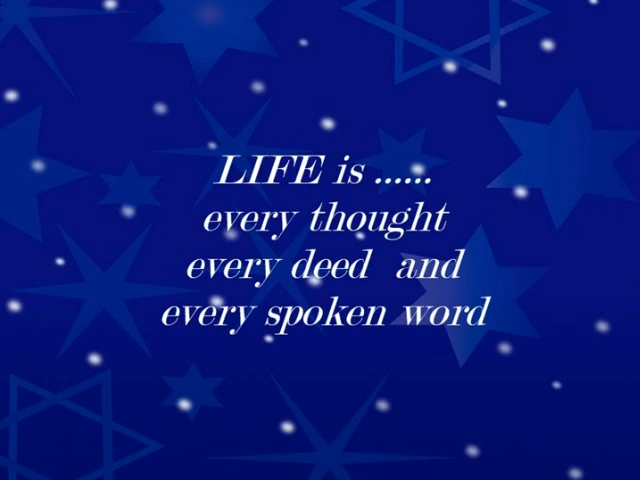 LIFE is ......
every thought
every deed  and
every spoken word